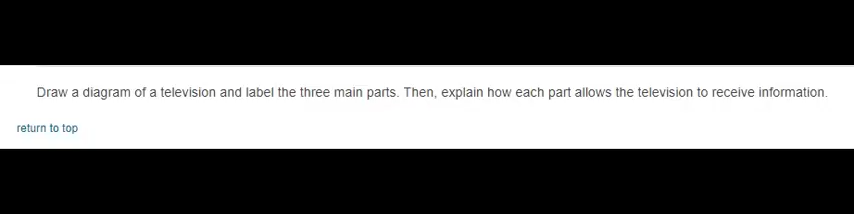 Draw a diagram of a television and label the three main parts. Then, explain how each part allows the television to receive information.
return to top